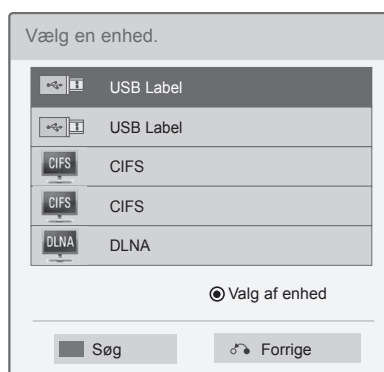 Vælg en enhed.
USB Label
USB Label
CIFS CIFS
CIFS CIFS
DLNA DLNA
Valg af enhed
Søg
Forrige